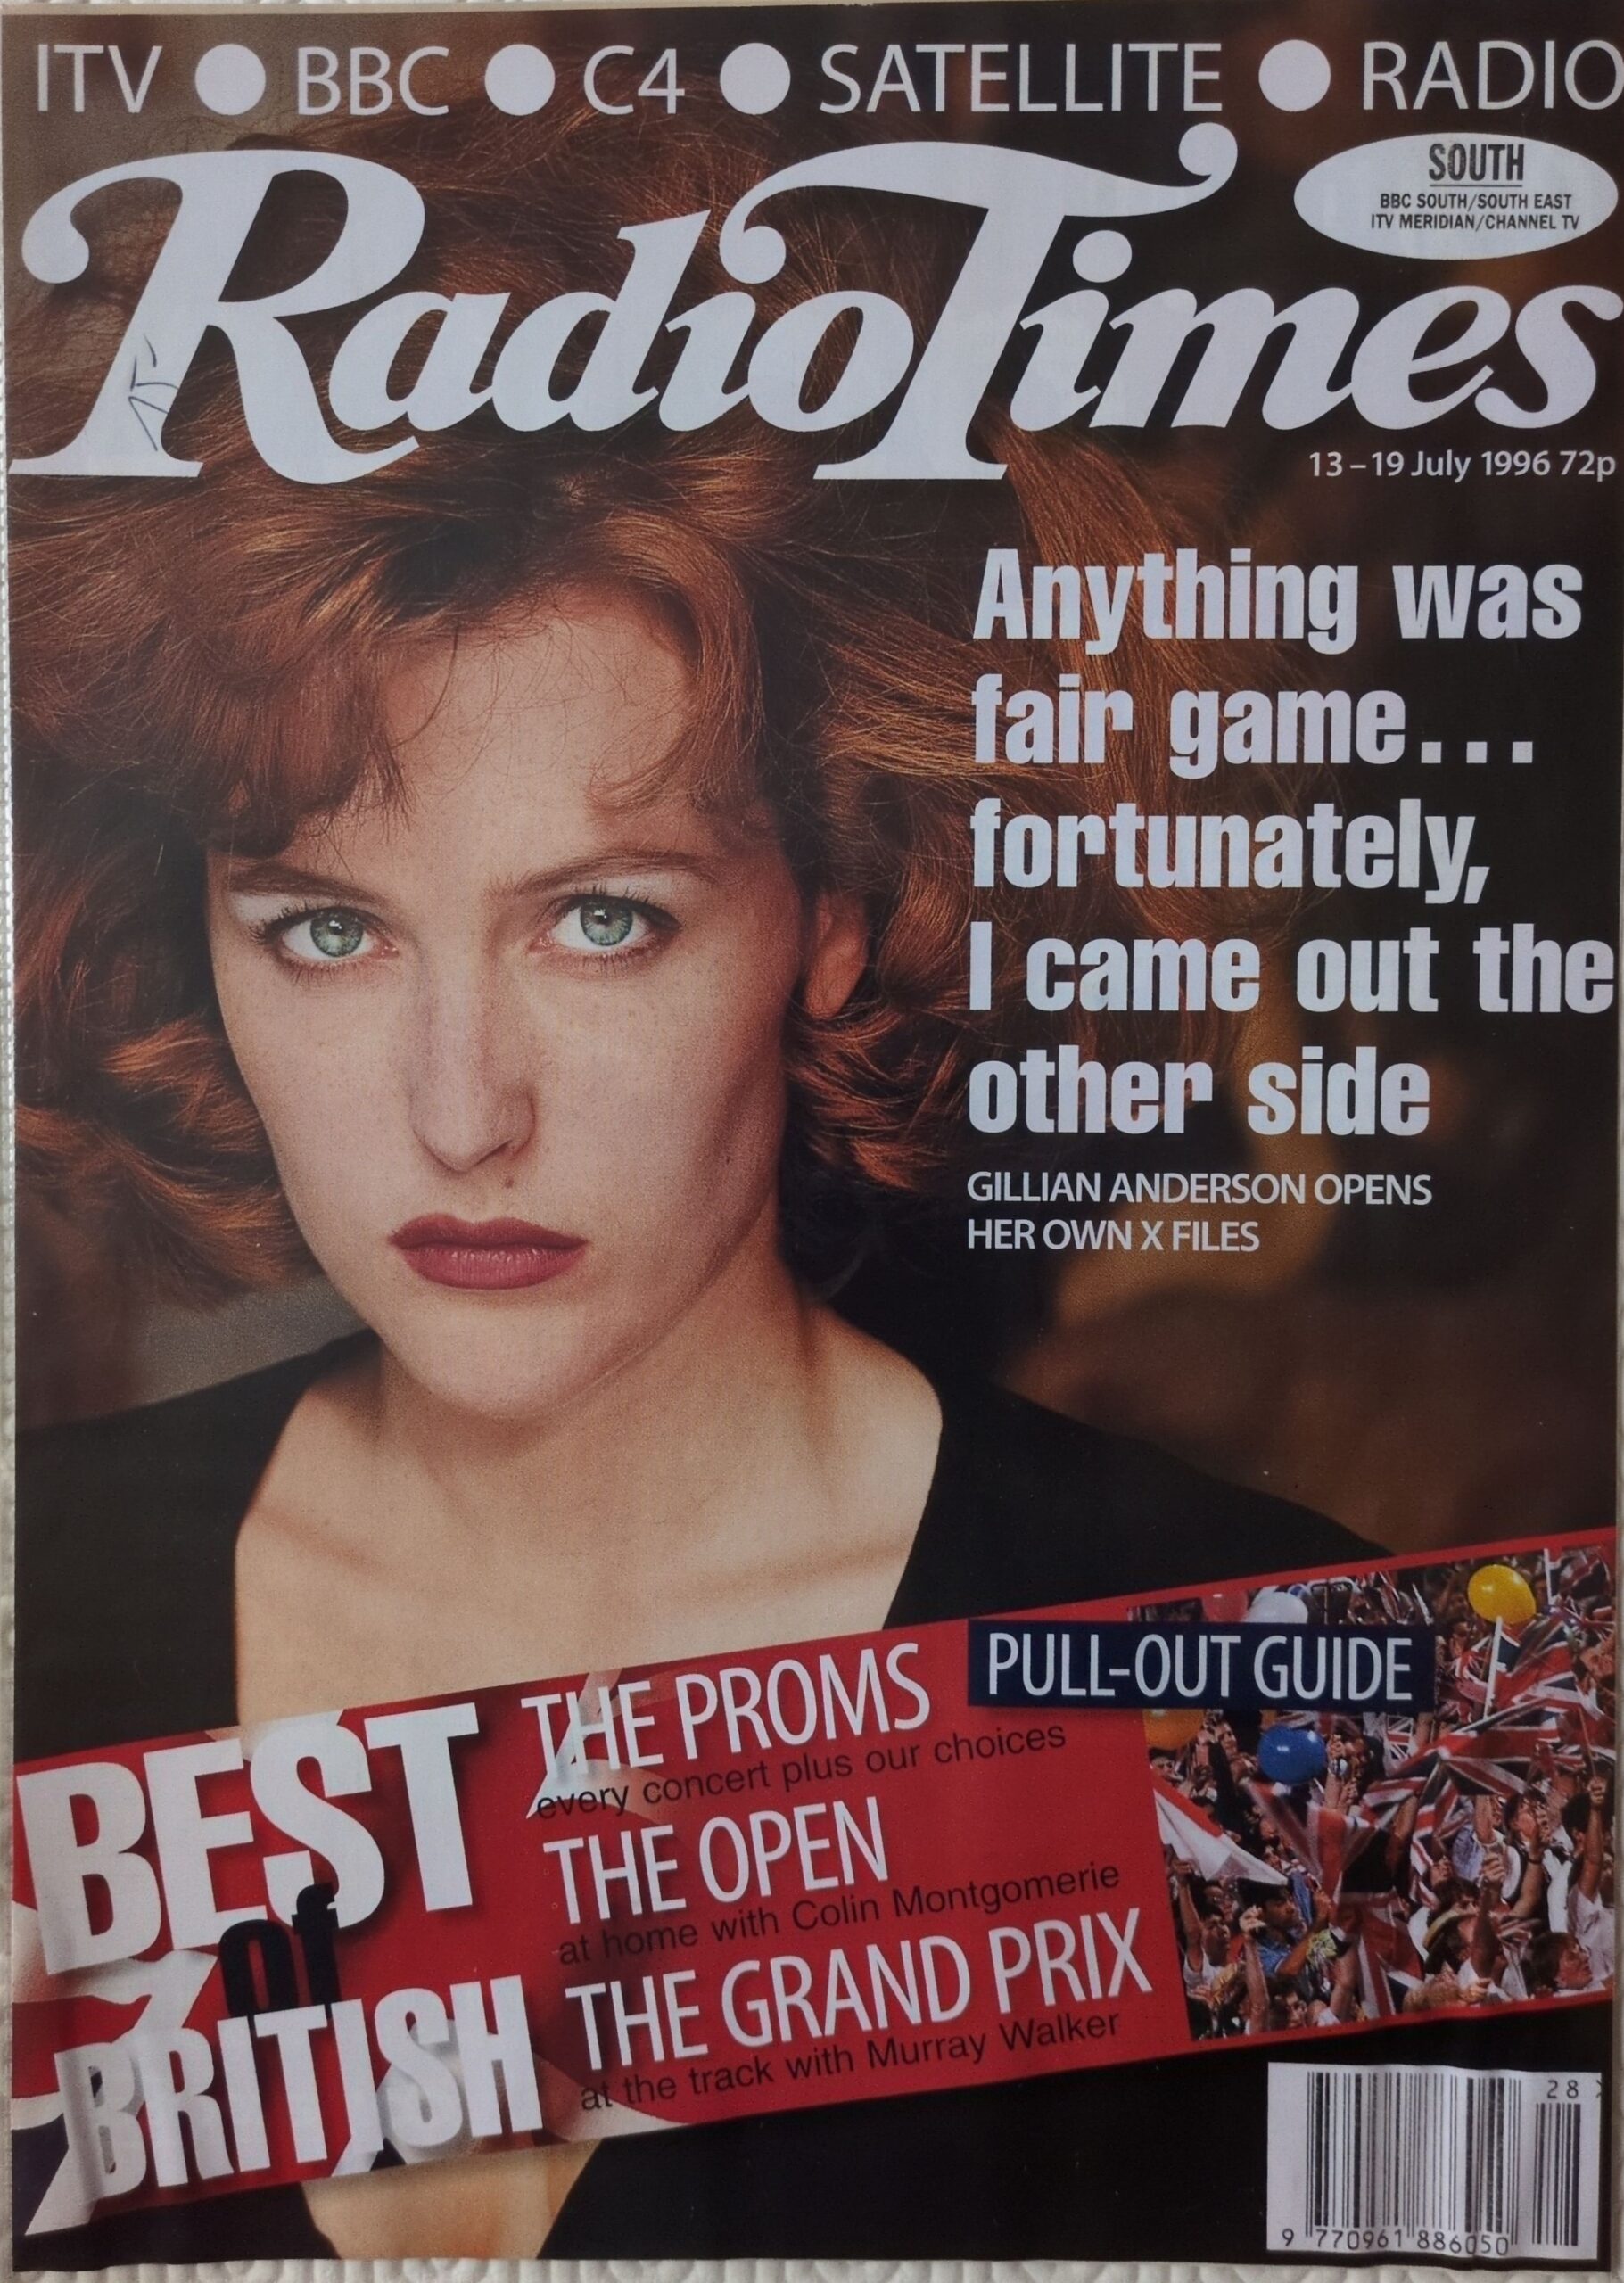 ITV ● BBC ● C4 ● SATELLITE ● RADIO
RadioTimes
SOUTH
BBC SOUTH/SOUTH EAST
ITV MERIDIAN/CHANNEL TV
13–19 July 1996 72p
Anything was
fair game...
fortunately,
I came out the
other side
GILLIAN ANDERSON OPENS
HER OWN X FILES
BEST
of
BRITISH
THE PROMS
every concert plus our choices
THE OPEN
at home with Colin Montgomerie
THE GRAND PRIX
at the track with Murray Walker
PULL-OUT GUIDE
28
9 770961 886050